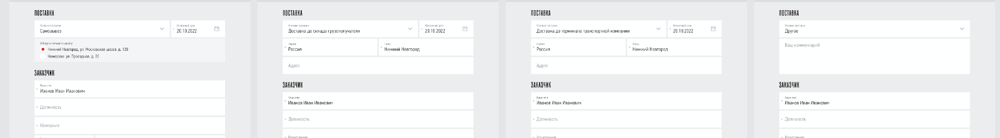 ПОСТАВКА
Условия поставки
Самовывоз
Желаемый срок
* 20.10.2022
Заберу со склада по адресу:
Нижний Новгород, ул. Московское шоссе, д. 120
Кемерово, ул. Проездная, д. 22
ЗАКАЗЧИК
Ваше имя
* Иванов Иван Иванович
* Должность
* Компания
ПОСТАВКА
Условия поставки
Доставка до склада грузополучателя
Желаемый срок
* 20.10.2022
Страна
* Россия
Город
* Нижний Новгород
Адрес
ЗАКАЗЧИК
Ваше имя
* Иванов Иван Иванович
* Должность
* Компания
ПОСТАВКА
Условия поставки
Доставка до терминала транспортной компании
Желаемый срок
* 20.10.2022
Страна
* Россия
Город
* Нижний Новгород
Адрес
ЗАКАЗЧИК
Ваше имя
* Иванов Иван Иванович
* Должность
* Компания
ПОСТАВКА
Условия поставки
Другое
Ваш комментарий
ЗАКАЗЧИК
Ваше имя
* Иванов Иван Иванович
* Должность
* Компания